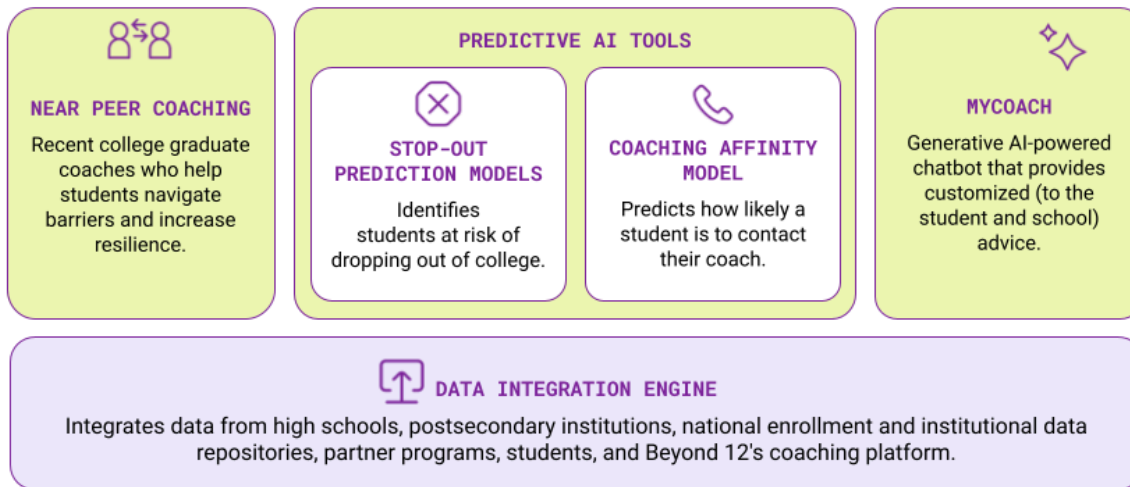 NEAR PEER COACHING
Recent college graduate
coaches who help
students navigate
barriers and increase
resilience.
PREDICTIVE AI TOOLS
STOP-OUT
PREDICTION MODELS
Identifies
students at risk of
dropping out of college.
COACHING AFFINITY
MODEL
Predicts how likely a
student is to contact
their coach.
MYCOACH
Generative AI-powered
chatbot that provides
customized (to the
student and school)
advice.
DATA INTEGRATION ENGINE
Integrates data from high schools, postsecondary institutions, national enrollment and institutional data
repositories, partner programs, students, and Beyond 12's coaching platform.